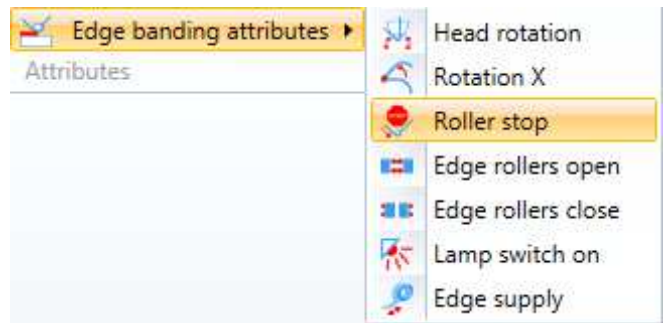 Edge banding attributes
Attributes
Head rotation
Rotation X
Roller stop
Edge rollers open
Edge rollers close
Lamp switch on
Edge supply